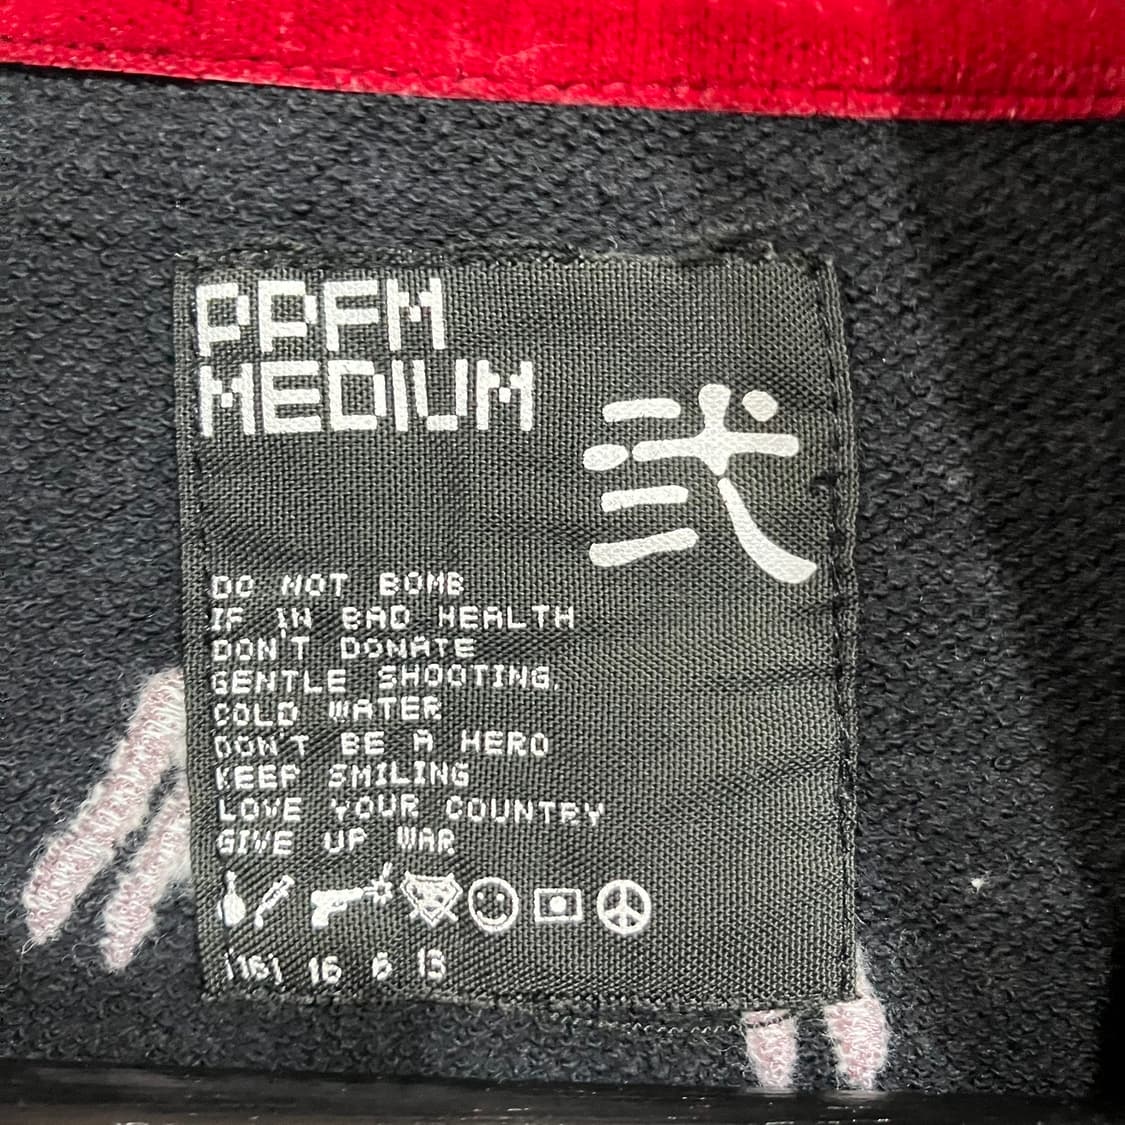 PPFM
MEDIUM
弐
DO NOT BOMB
IF IN BAD HEALTH
DON'T DONATE
GENTLE SHOOTING,
COLD WATER
DON'T BE A HERO
KEEP SMILING
LOVE YOUR COUNTRY
GIVE UP WAR
16 6